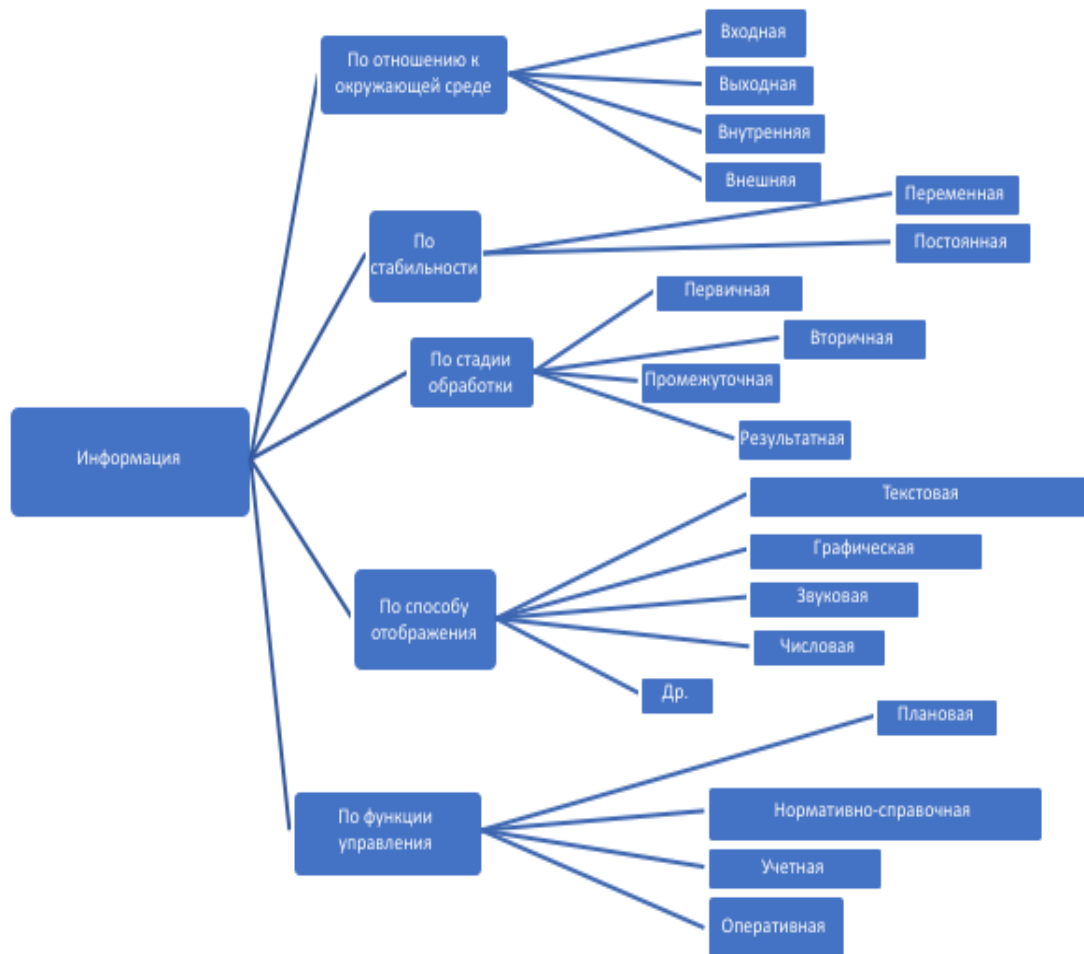 Информация
По отношению к
окружающей среде
Входная
Выходная
Внутренняя
Внешняя
По
стабильности
Переменная
Постоянная
По стадии
обработки
Первичная
Вторичная
Промежуточная
Результатная
По способу
отображения
Текстовая
Графическая
Звуковая
Числовая
Др.
По функции
управления
Плановая
Нормативно-справочная
Учетная
Оперативная